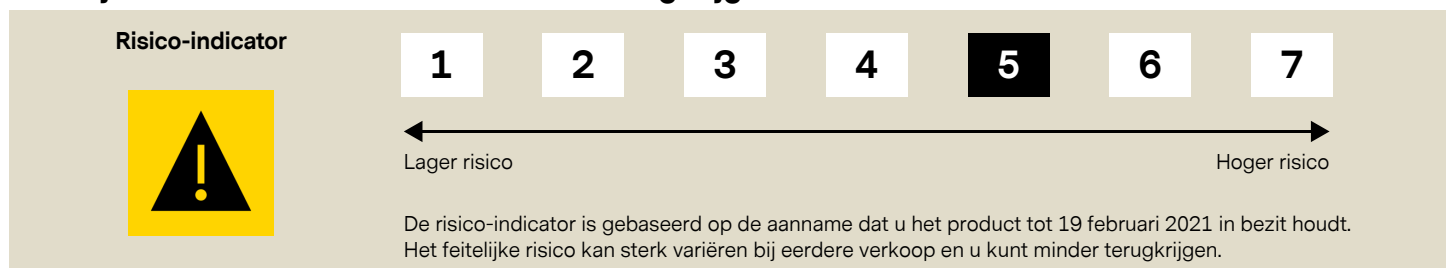 Risico-indicator
1 2 3 4 5 6 7
Lager risico Hoger risico
De risico-indicator is gebaseerd op de aanname dat u het product tot 19 februari 2021 in bezit houdt.
Het feitelijke risico kan sterk variëren bij eerdere verkoop en u kunt minder terugkrijgen.